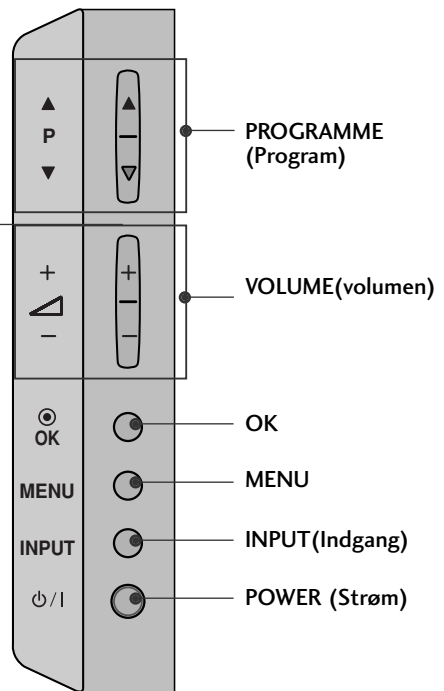 P
PROGRAMME
(Program)
+ +
VOLUME(volumen)
− −
OK
OK
MENU
MENU
INPUT
INPUT(Indgang)
⏻/I
POWER (Strøm)